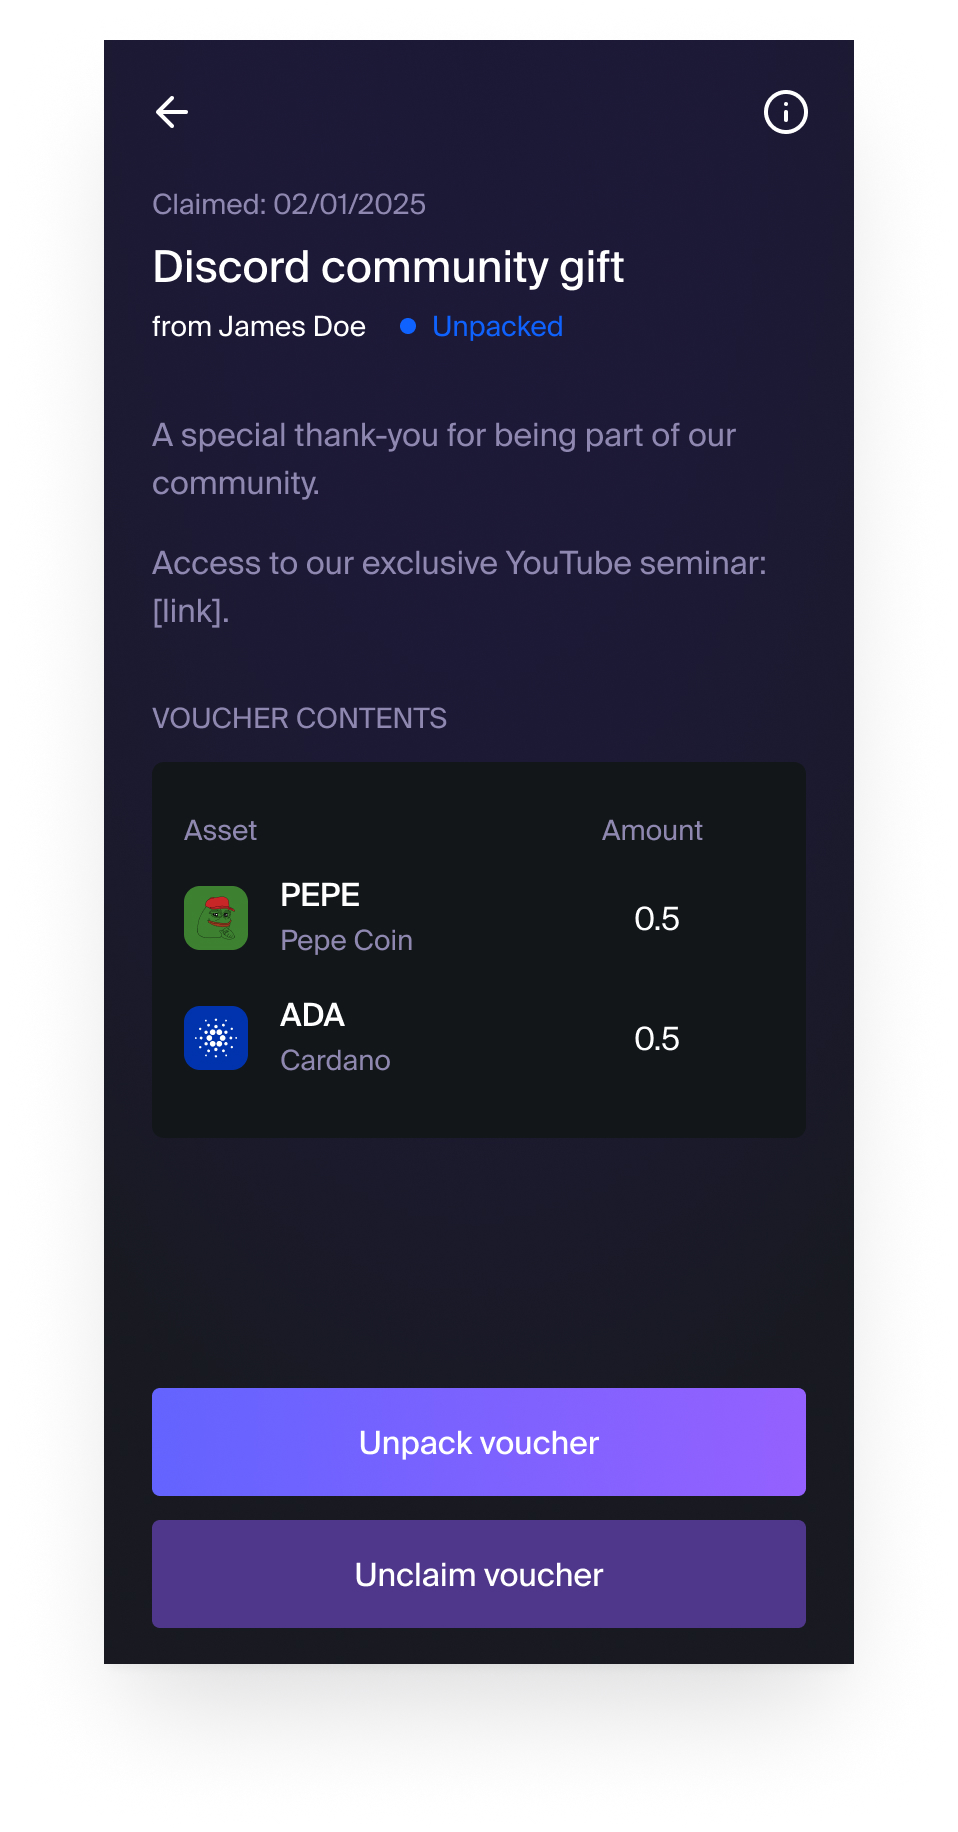 Claimed: 02/01/2025
Discord community gift
from James Doe Unpacked
A special thank-you for being part of our
community.
Access to our exclusive YouTube seminar:
[link].
VOUCHER CONTENTS
Asset Amount
PEPE
Pepe Coin
0.5
ADA
Cardano
0.5
Unpack voucher
Unclaim voucher